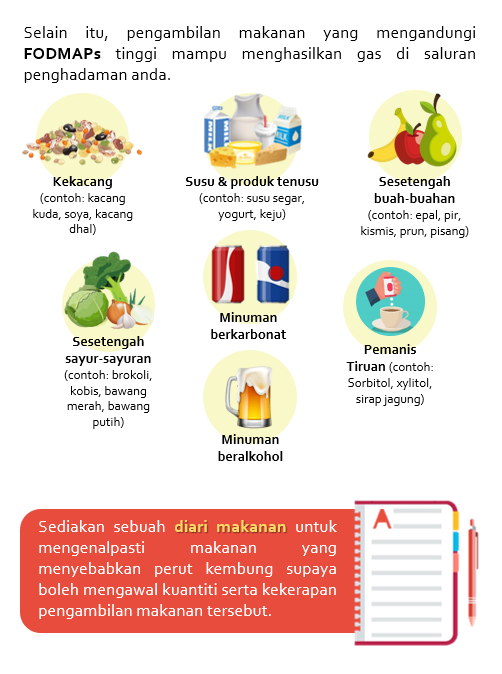 Selain itu, pengambilan makanan yang mengandungi
FODMAPs tinggi mampu menghasilkan gas di saluran
penghadaman anda.
MILK
MILK
Kekacang
(contoh: kacang
kuda, soya, kacang
dhal)
Susu & produk tenusu
(contoh: susu segar,
yogurt, keju)
Sesetengah
buah-buahan
(contoh: epal, pir,
kismis, prun, pisang)
Sesetengah
sayur-sayuran
(contoh: brokoli,
kobis, bawang
merah, bawang
putih)
Minuman
berkarbonat
Pemanis
Tiruan (contoh:
Sorbitol, xylitol,
sirap jagung)
Minuman
beralkohol
Sediakan sebuah diari makanan untuk
mengenalpasti makanan yang
menyebabkan perut kembung supaya
boleh mengawal kuantiti serta kekerapan
pengambilan makanan tersebut.
A